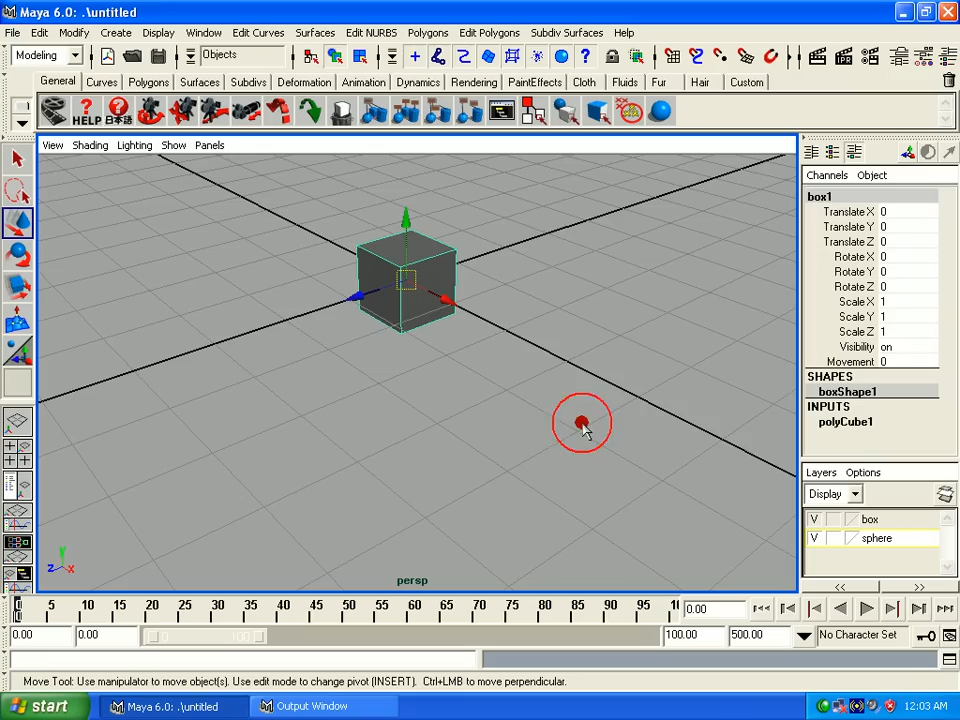 Maya 6.0: .\untitled
File Edit Modify Create Display Window Edit Curves Surfaces Edit NURBS Polygons Edit Polygons Subdiv Surfaces Help
Modeling Objects
General Curves Polygons Surfaces Subdivs Deformation Animation Dynamics Rendering PaintEffects Cloth Fluids Fur Hair Custom
HELP 日本語
View Shading Lighting Show Panels
Channels Object
box1
Translate X 0
Translate Y 0
Translate Z 0
Rotate X 0
Rotate Y 0
Rotate Z 0
Scale X 1
Scale Y 1
Scale Z 1
Visibility on
Movement 0
SHAPES
boxShape1
INPUTS
polyCube1
Layers Options
Display
V box
V sphere
y
z x
persp
5 10 15 20 25 30 35 40 45 50 55 60 65 70 75 80 85 90 95 10 0.00
0.00 0.00 0 100 100.00 500.00 No Character Set
Move Tool: Use manipulator to move object(s). Use edit mode to change pivot (INSERT). Ctrl+LMB to move perpendicular.
start Maya 6.0: .\untitled Output Window 12:03 AM